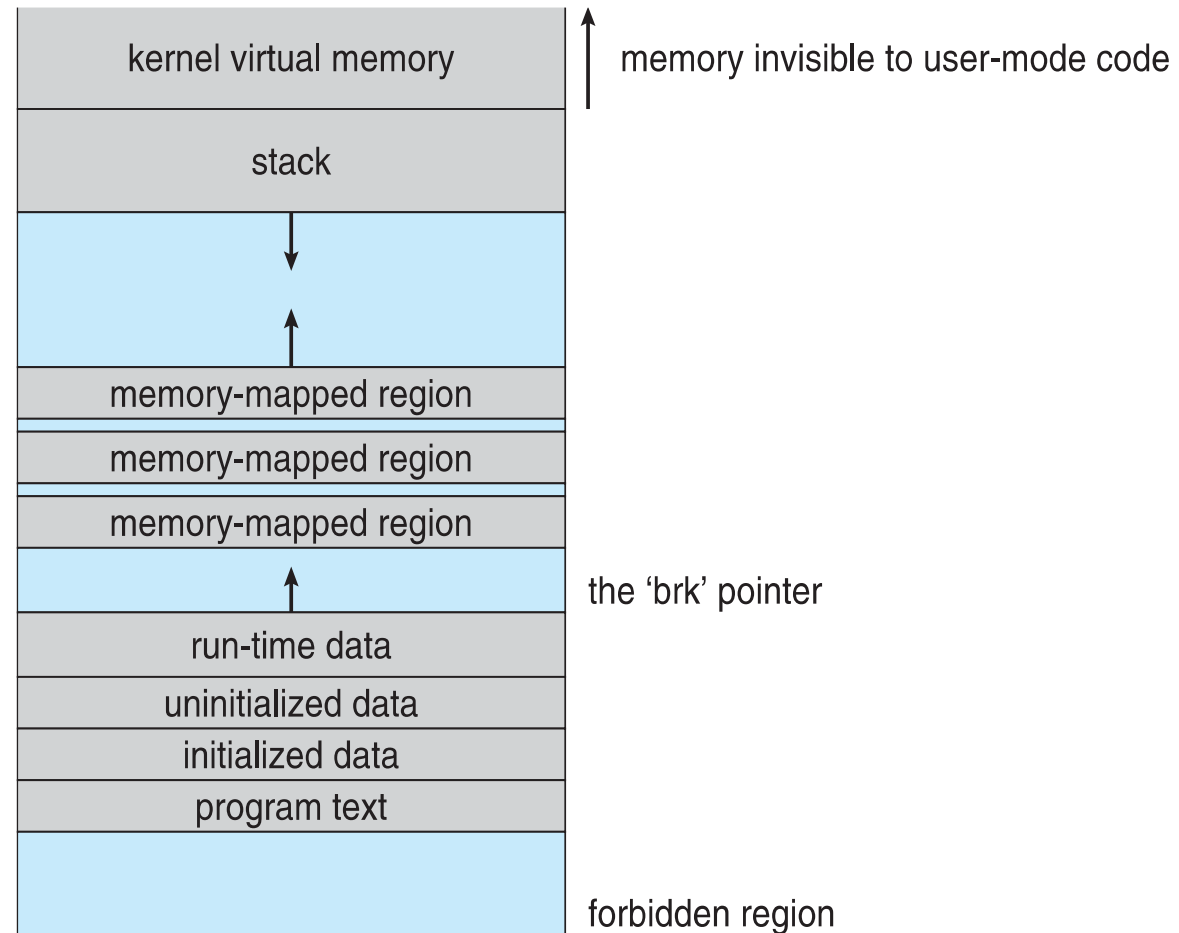 kernel virtual memory
memory invisible to user-mode code
stack
memory-mapped region
memory-mapped region
memory-mapped region
the ‘brk’ pointer
run-time data
uninitialized data
initialized data
program text
forbidden region